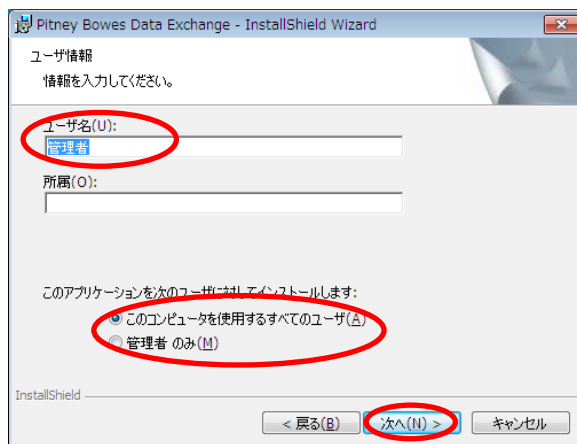 Pitney Bowes Data Exchange - InstallShield Wizard
ユーザ情報
情報を入力してください。
ユーザ名(U):
管理者
所属(O):
このアプリケーションを次のユーザに対してインストールします:
このコンピュータを使用するすべてのユーザ(A)
管理者 のみ(M)
InstallShield
< 戻る(B) 次へ(N) > キャンセル